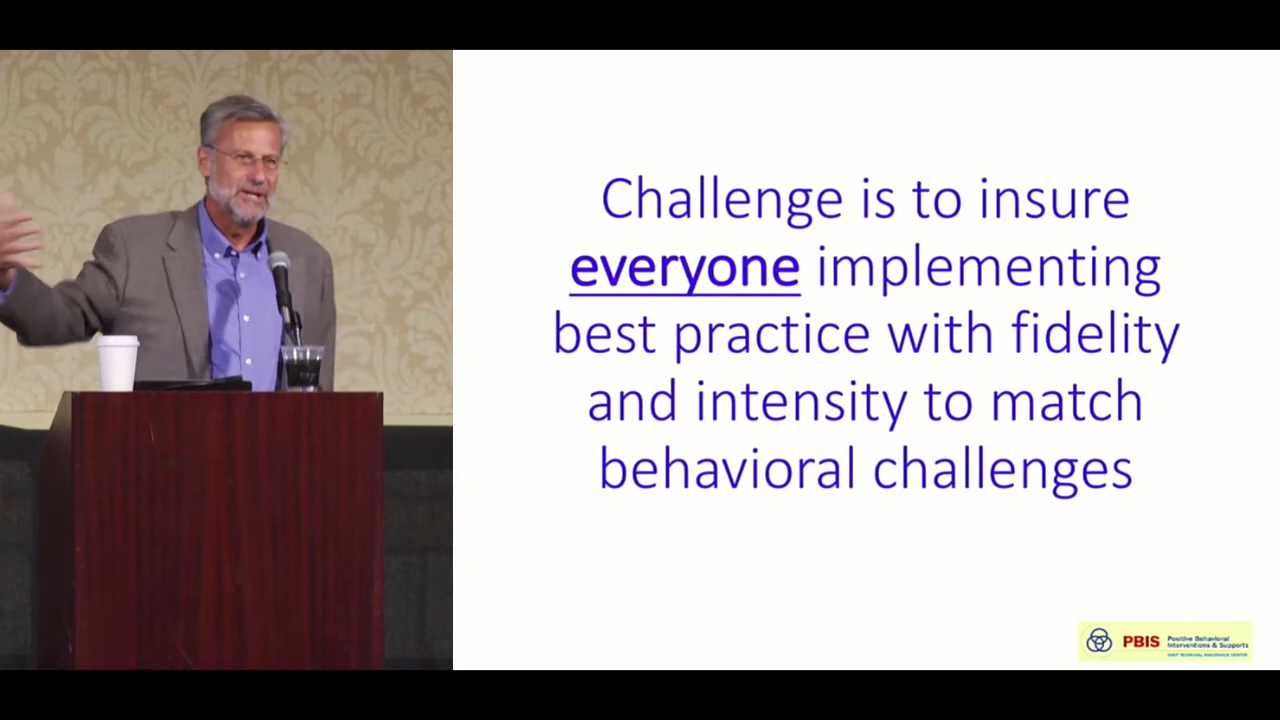 Challenge is to insure
everyone implementing
best practice with fidelity
and intensity to match
behavioral challenges
PBIS
Positive Behavioral
Interventions & Supports